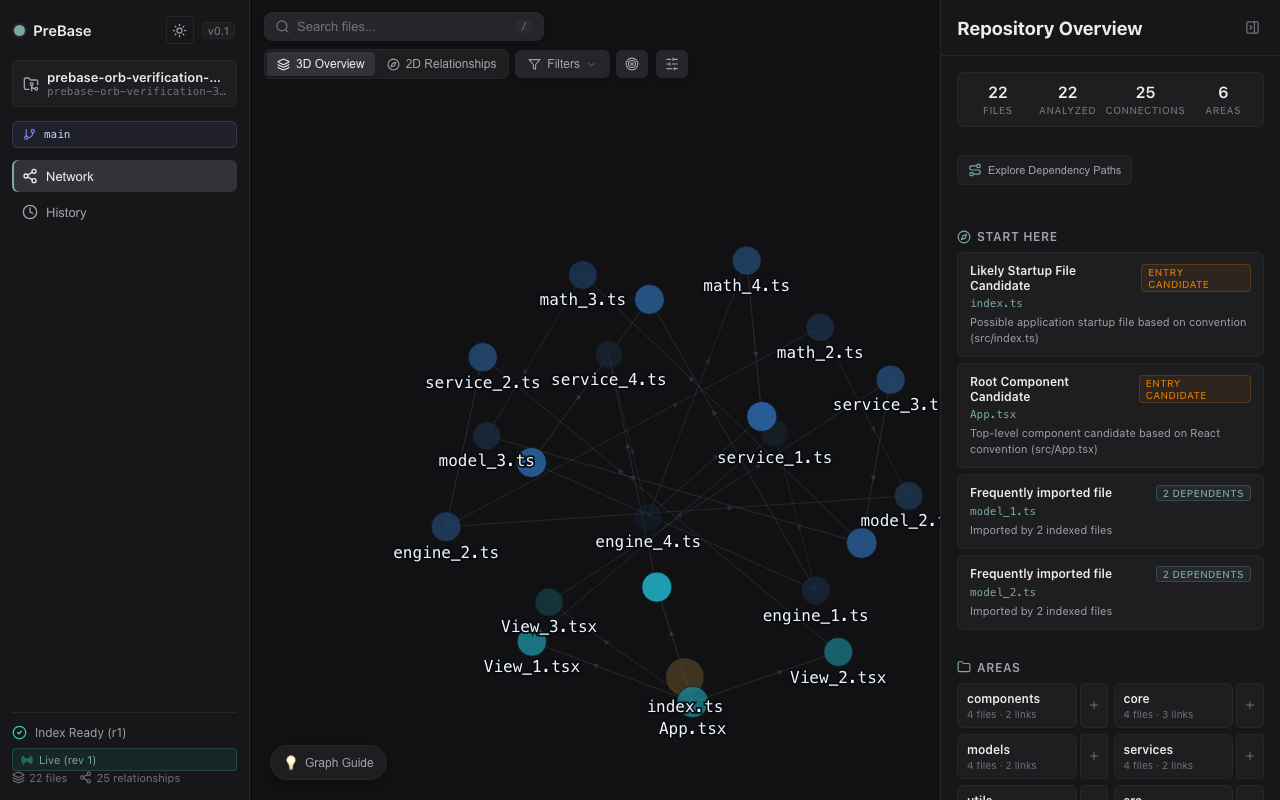 PreBase
v0.1
prebase-orb-verification-...
prebase-orb-verification-3...
main
Network
History
Index Ready (r1)
Live (rev 1)
22 files
25 relationships
Search files...
/
3D Overview
2D Relationships
Filters
math_3.ts
math_4.ts
math_2.ts
service_2.ts
service_4.ts
service_3.t
model_3.ts
service_1.ts
model_2.
engine_2.ts
engine_4.ts
engine_1.ts
View_3.tsx
View_1.tsx
View_2.tsx
index.ts
App.tsx
Graph Guide
Repository Overview
22
FILES
22
ANALYZED
25
CONNECTIONS
6
AREAS
Explore Dependency Paths
START HERE
Likely Startup File
Candidate
ENTRY
CANDIDATE
index.ts
Possible application startup file based on convention
(src/index.ts)
Root Component
Candidate
ENTRY
CANDIDATE
App.tsx
Top-level component candidate based on React
convention (src/App.tsx)
Frequently imported file
2 DEPENDENTS
model_1.ts
Imported by 2 indexed files
Frequently imported file
2 DEPENDENTS
model_2.ts
Imported by 2 indexed files
AREAS
components
4 files · 2 links
+
core
4 files · 3 links
+
models
4 files · 2 links
+
services
4 files · 2 links
+